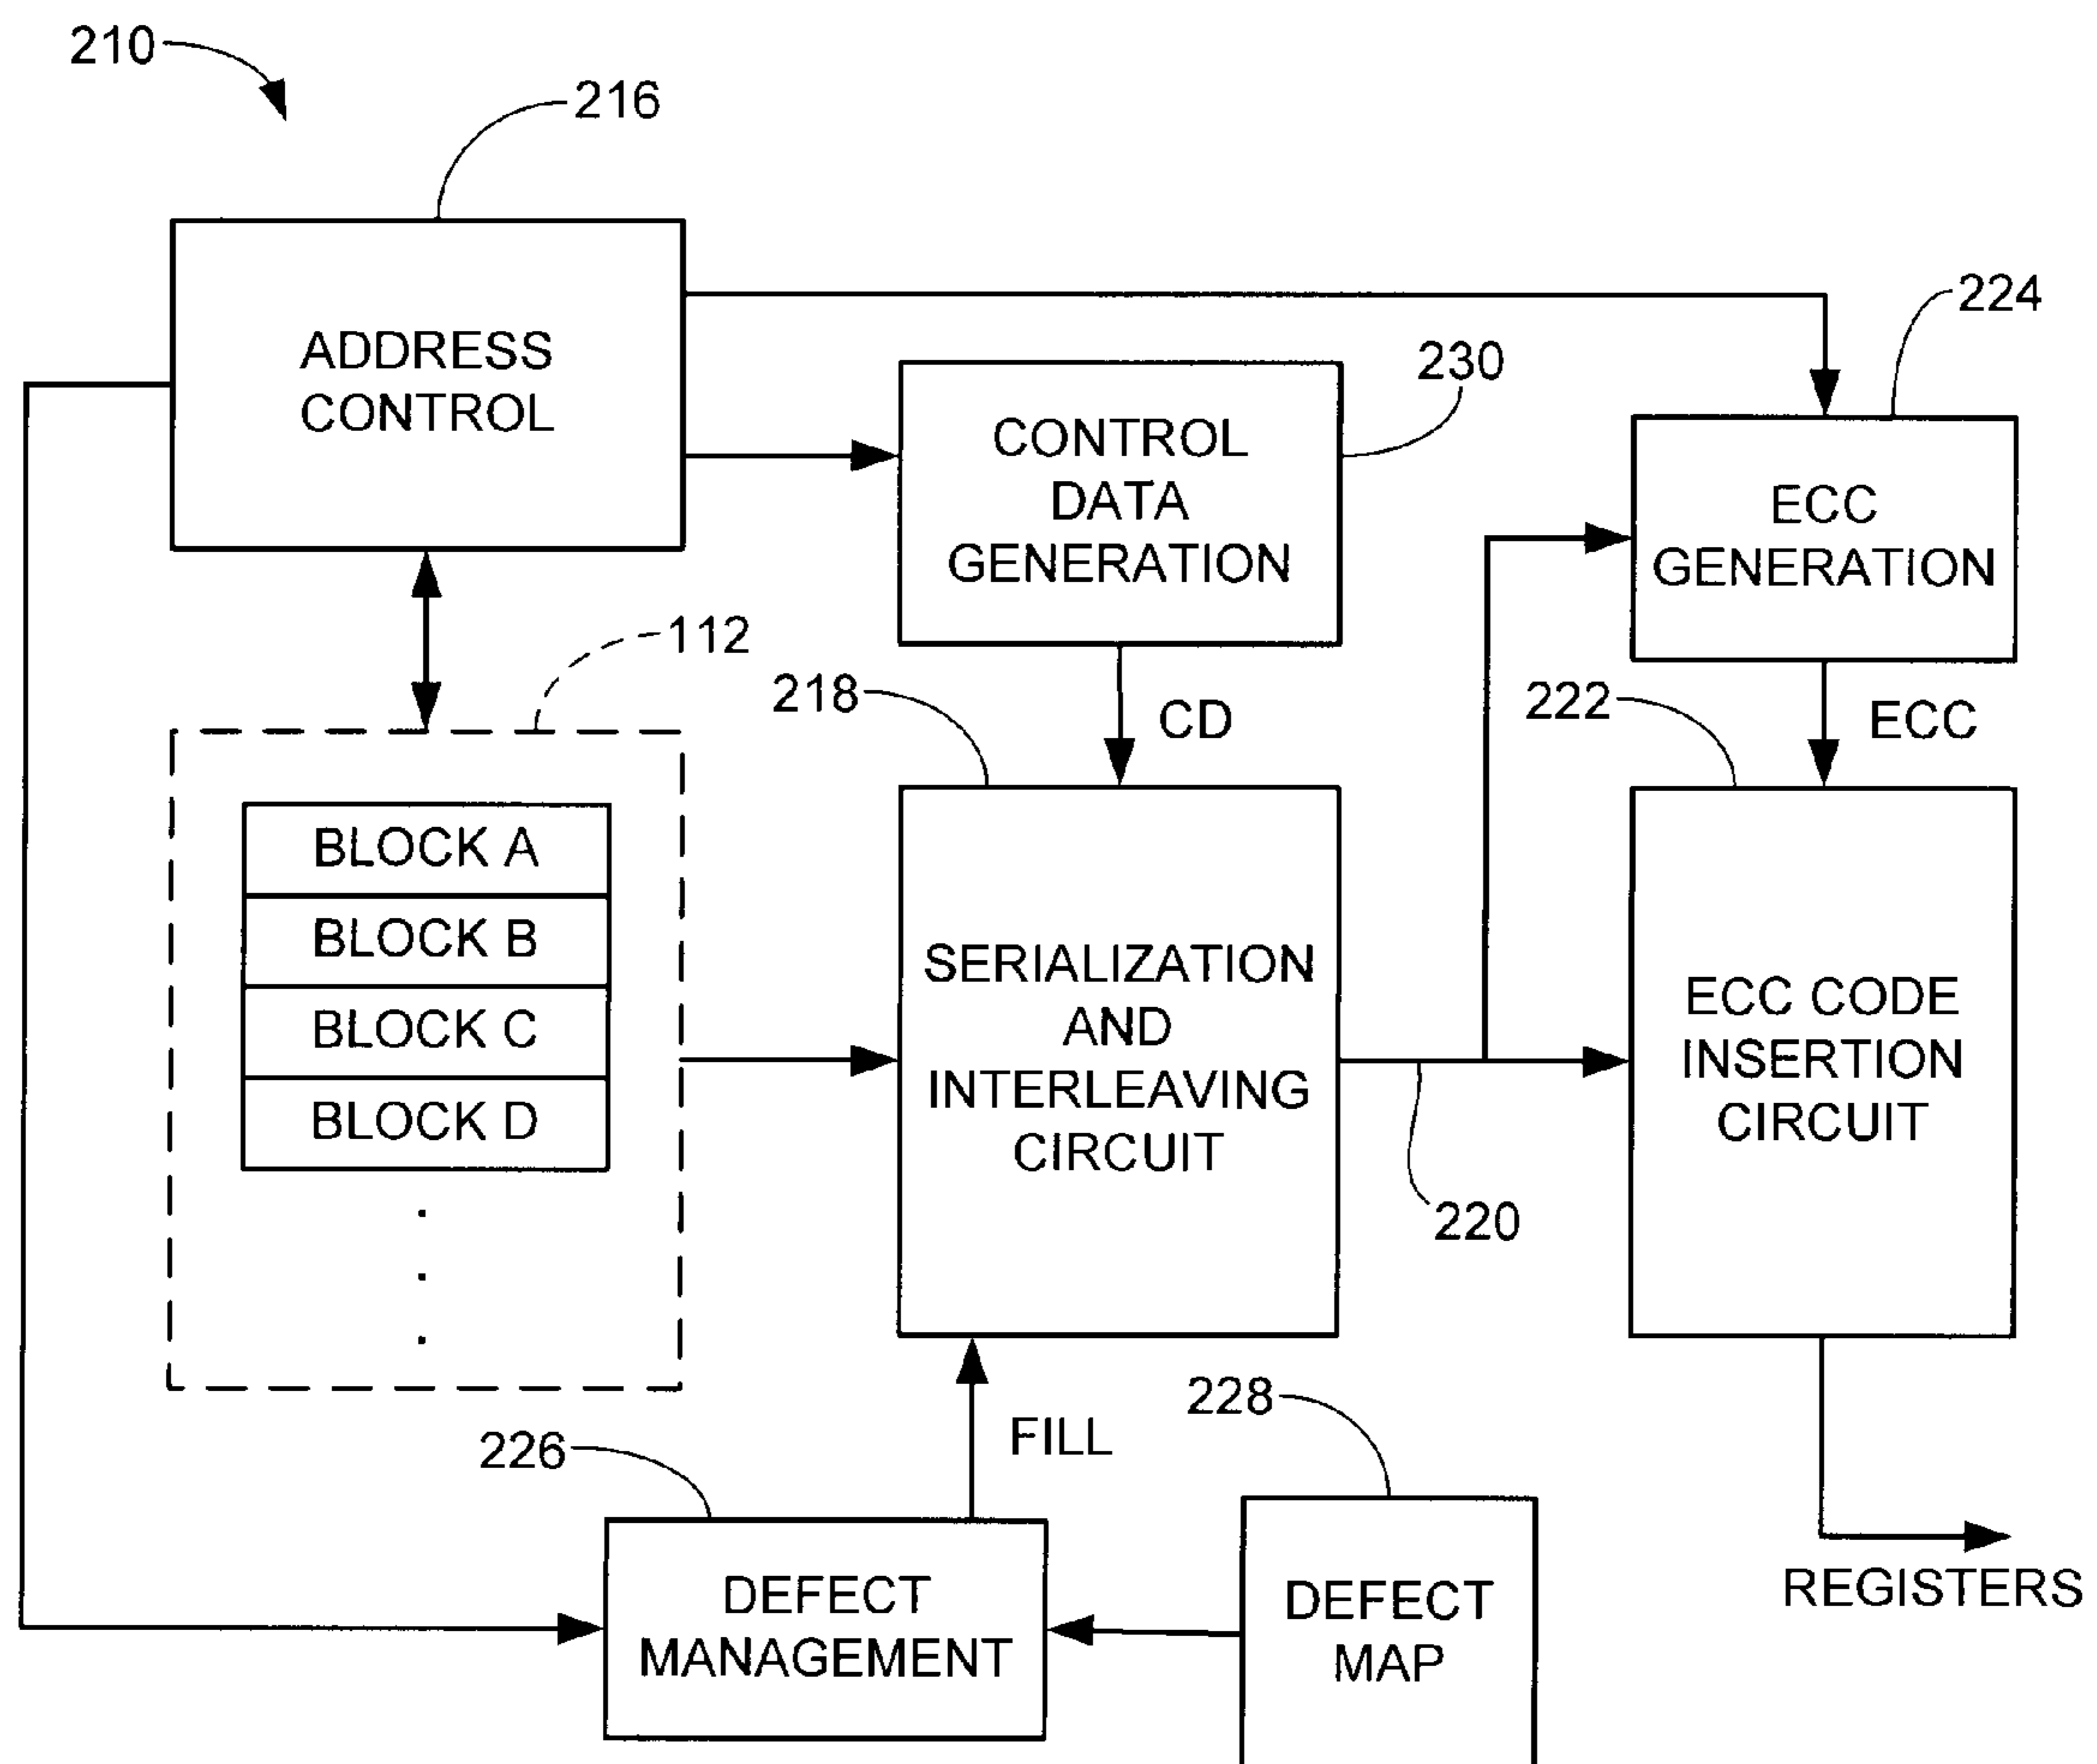 210
216
224
ADDRESS
CONTROL
230
CONTROL
DATA
GENERATION
ECC
GENERATION
112
218
CD
222
ECC
BLOCK A
BLOCK B
BLOCK C
BLOCK D
SERIALIZATION
AND
INTERLEAVING
CIRCUIT
ECC CODE
INSERTION
CIRCUIT
220
228
226
FILL
DEFECT
MANAGEMENT
DEFECT
MAP
REGISTERS